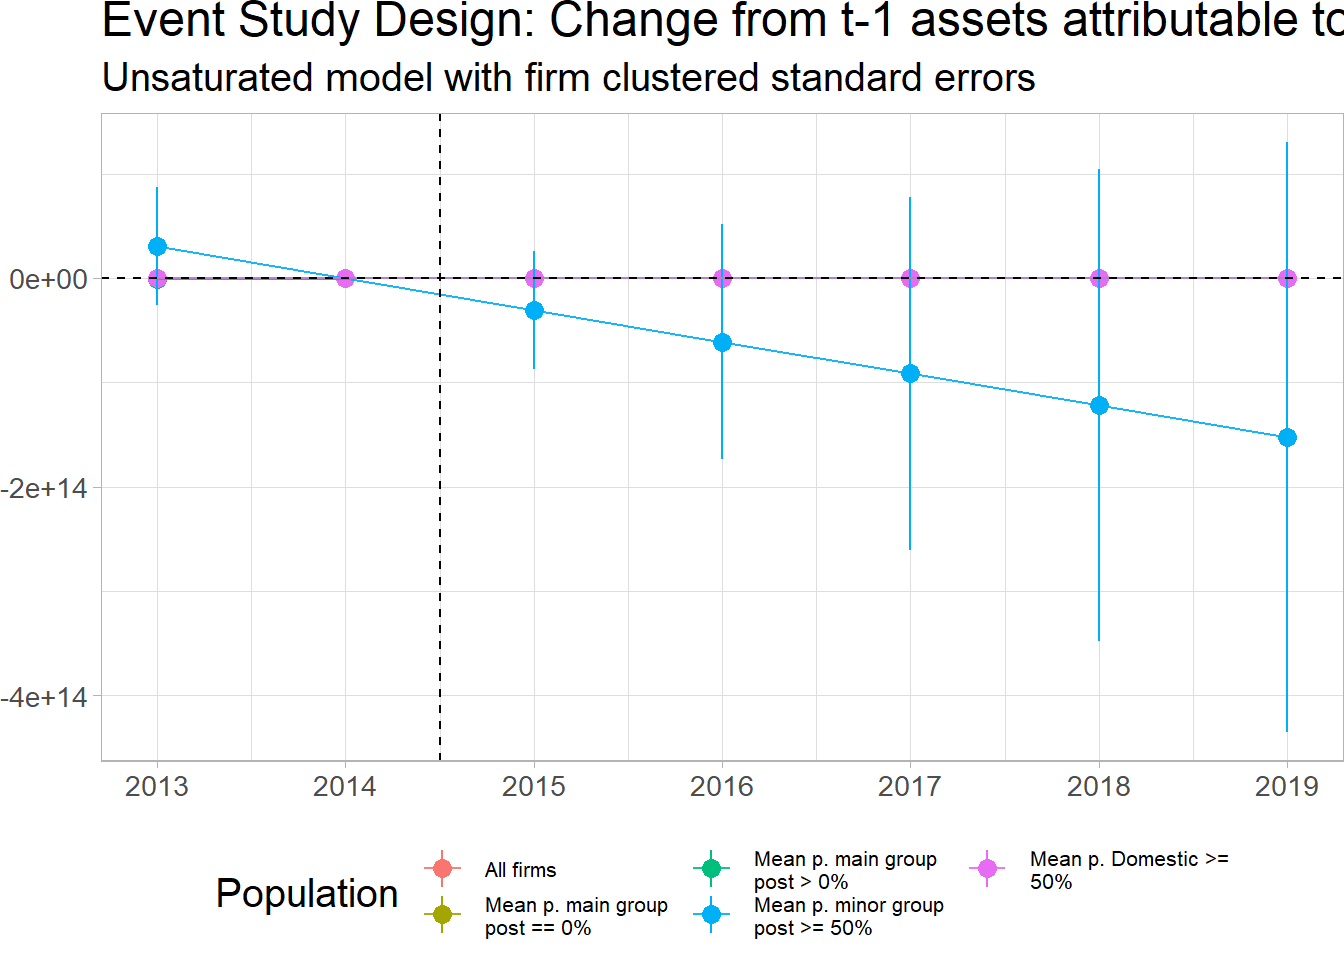 Event Study Design: Change from t-1 assets attributable to
Unsaturated model with firm clustered standard errors
0e+00
-2e+14
-4e+14
2013 2014 2015 2016 2017 2018 2019
Population
All firms
Mean p. main group
post == 0%
Mean p. main group
post > 0%
Mean p. minor group
post >= 50%
Mean p. Domestic >=
50%